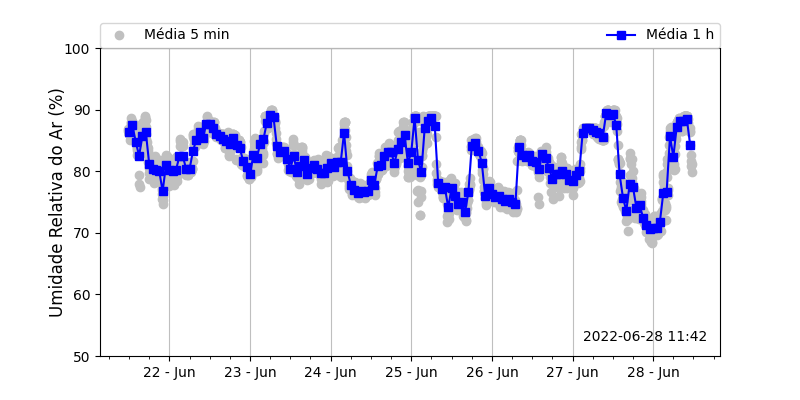 Média 5 min
Média 1 h
Umidade Relativa do Ar (%)
100
90
80
70
60
50
2022-06-28 11:42
22 - Jun
23 - Jun
24 - Jun
25 - Jun
26 - Jun
27 - Jun
28 - Jun